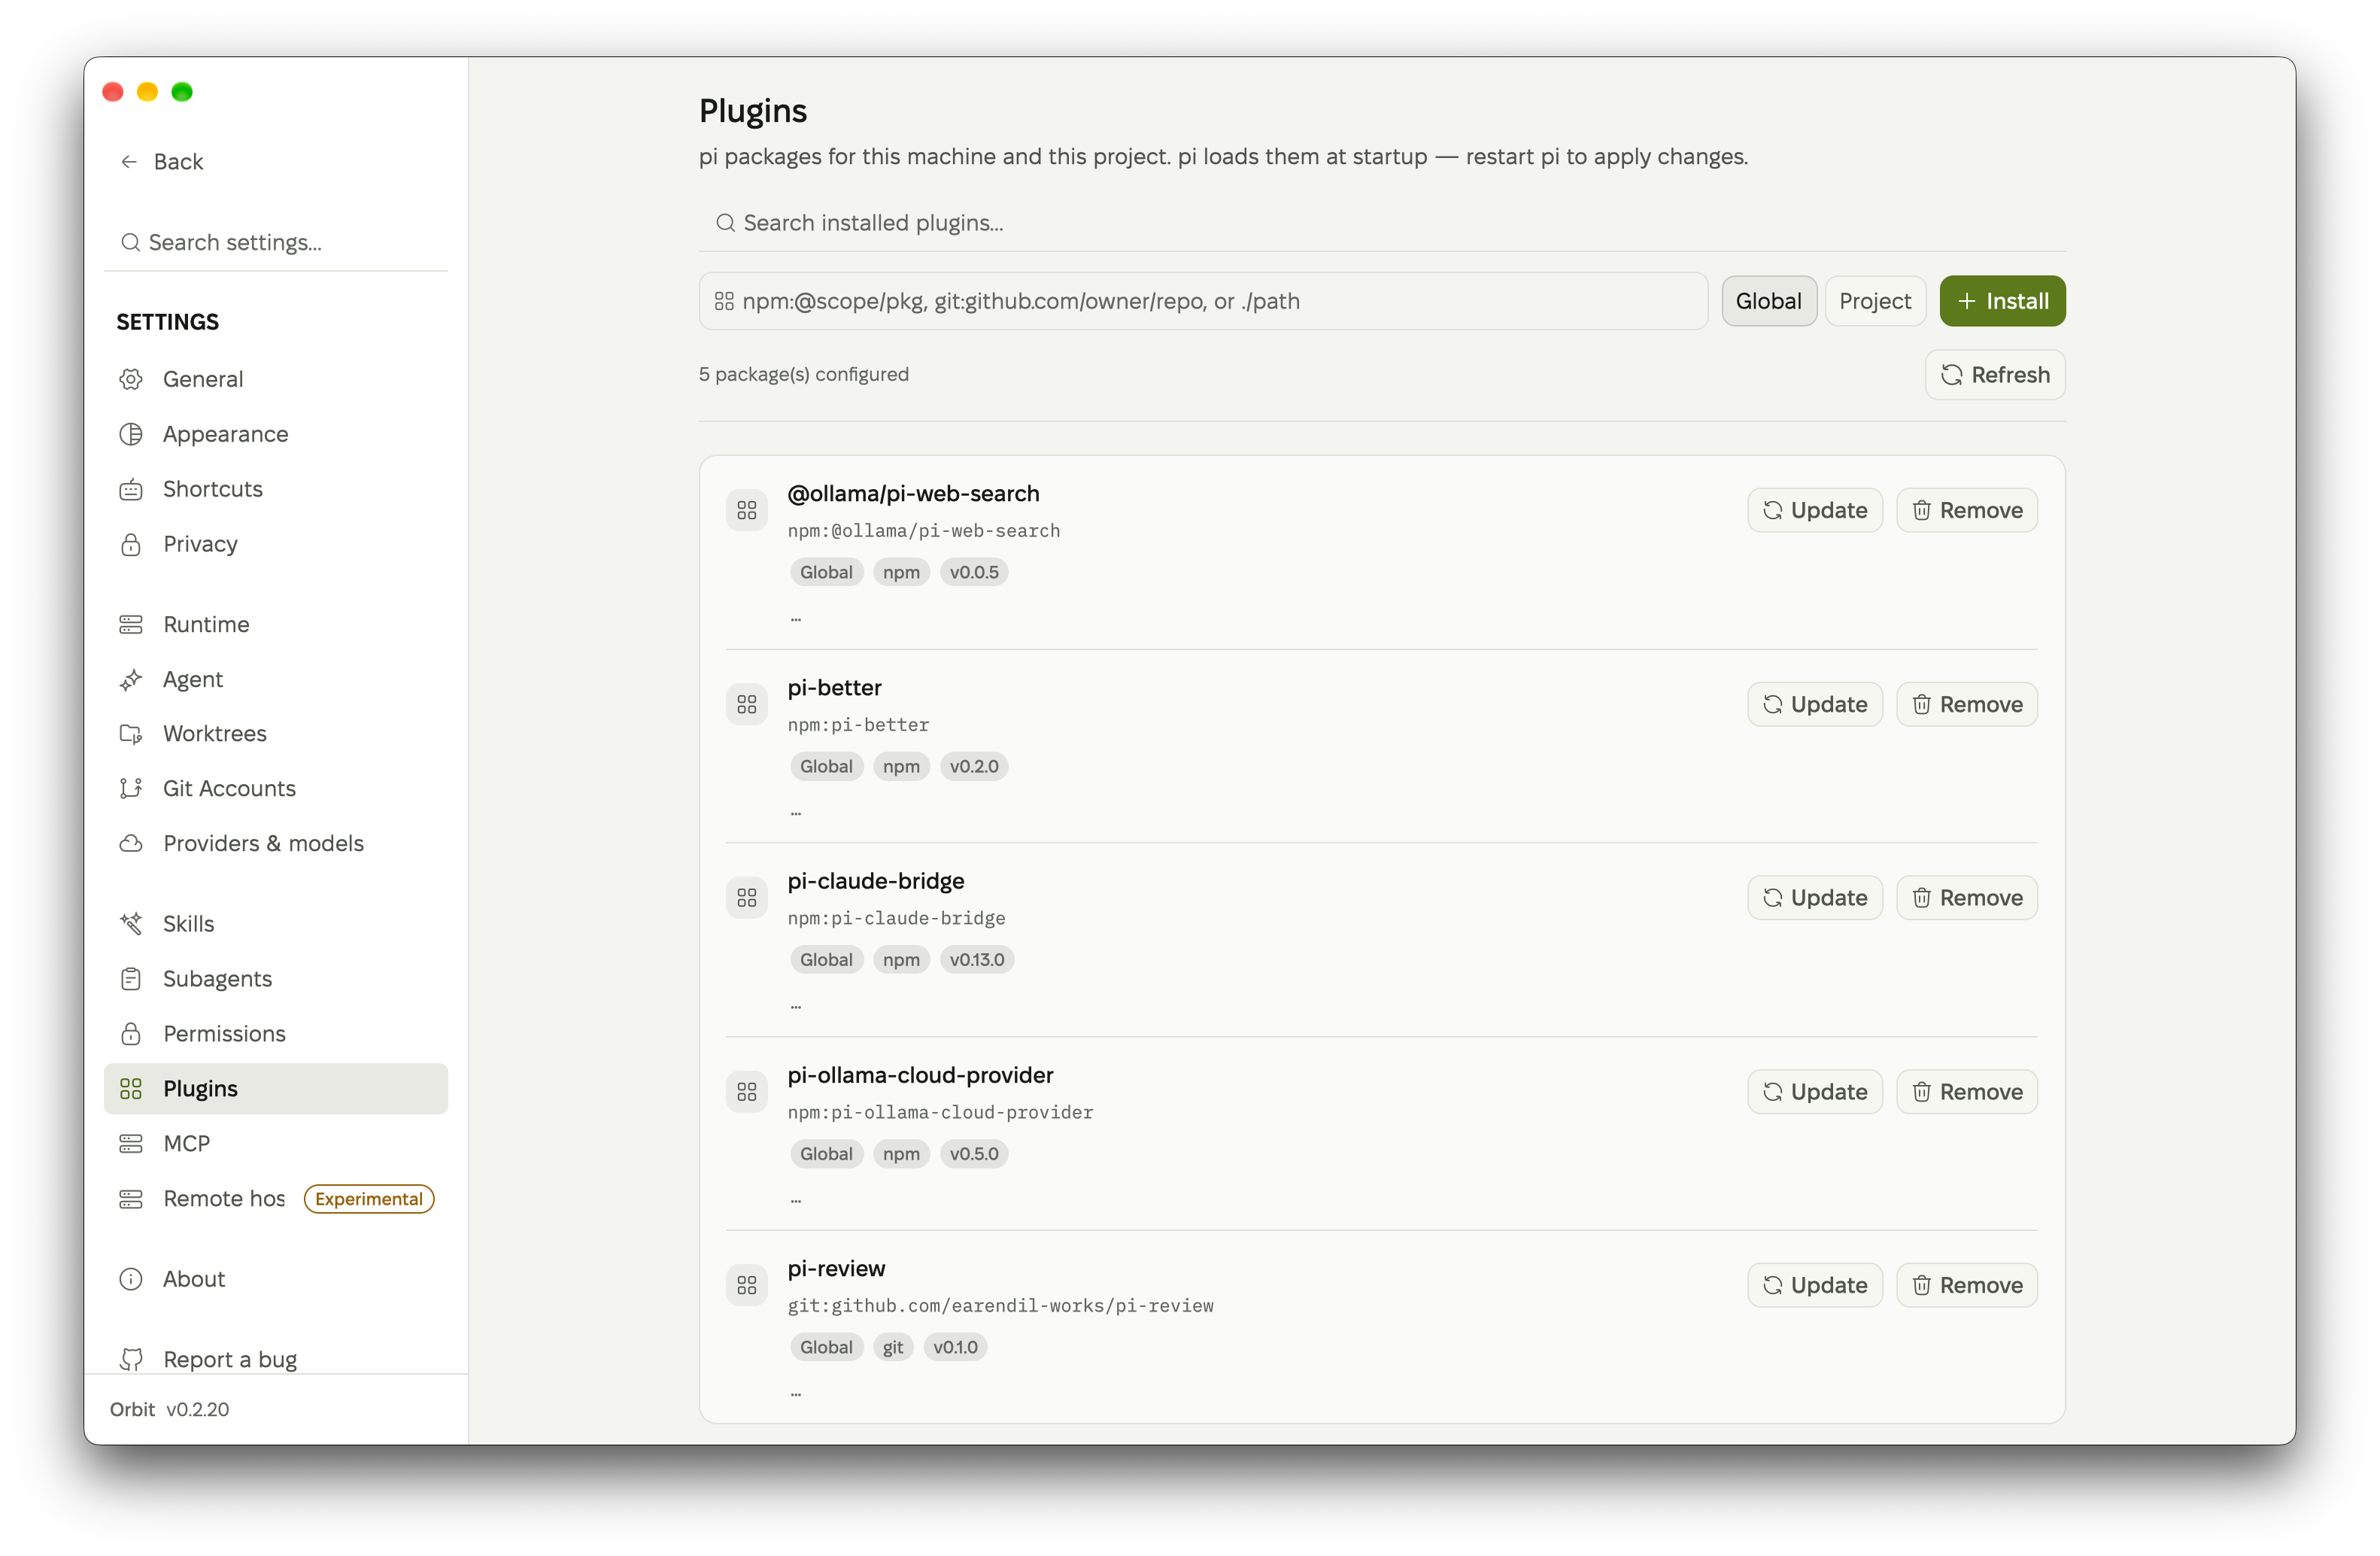 Back
Search settings...
SETTINGS
General
Appearance
Shortcuts
Privacy
Runtime
Agent
Worktrees
Git Accounts
Providers & models
Skills
Subagents
Permissions
Plugins
MCP
Remote hos Experimental
About
Report a bug
Orbit v0.2.20
Plugins
pi packages for this machine and this project. pi loads them at startup — restart pi to apply changes.
Search installed plugins...
npm:@scope/pkg, git:github.com/owner/repo, or ./path Global Project + Install
5 package(s) configured Refresh
@ollama/pi-web-search Update Remove
npm:@ollama/pi-web-search
Global npm v0.0.5
…
pi-better Update Remove
npm:pi-better
Global npm v0.2.0
…
pi-claude-bridge Update Remove
npm:pi-claude-bridge
Global npm v0.13.0
…
pi-ollama-cloud-provider Update Remove
npm:pi-ollama-cloud-provider
Global npm v0.5.0
…
pi-review Update Remove
git:github.com/earendil-works/pi-review
Global git v0.1.0
…